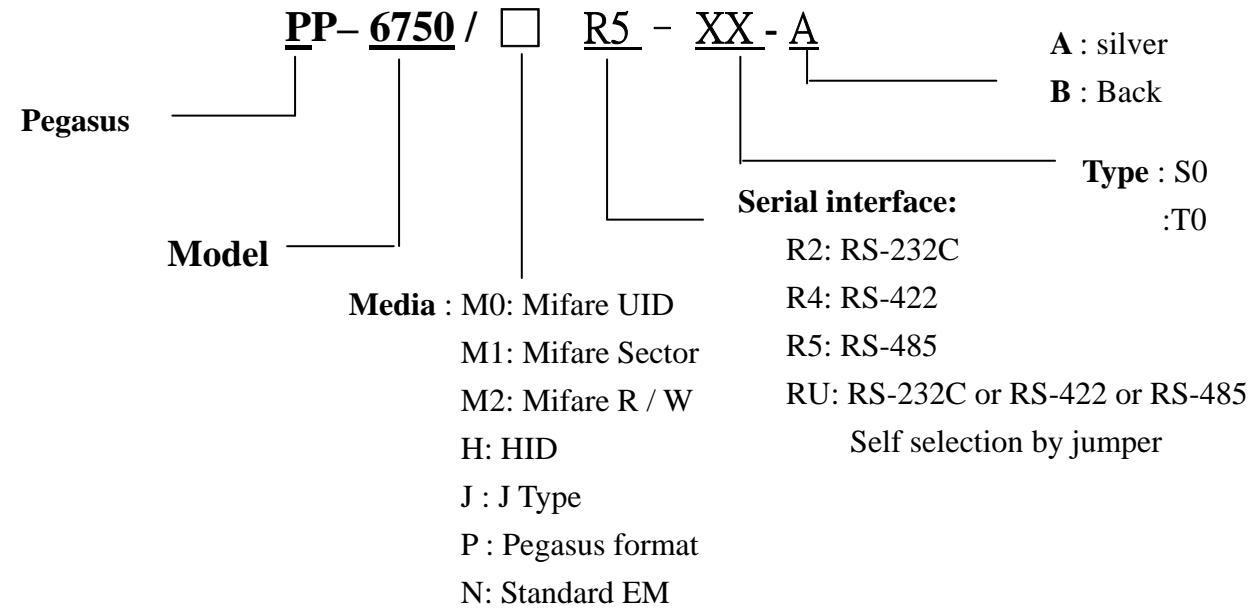 PP– 6750 / □ R5 - XX - A
A : silver
B : Back
Pegasus
Type : S0
:T0
Model
Serial interface:
R2: RS-232C
R4: RS-422
R5: RS-485
RU: RS-232C or RS-422 or RS-485
Self selection by jumper
Media : M0: Mifare UID
M1: Mifare Sector
M2: Mifare R / W
H: HID
J : J Type
P : Pegasus format
N: Standard EM